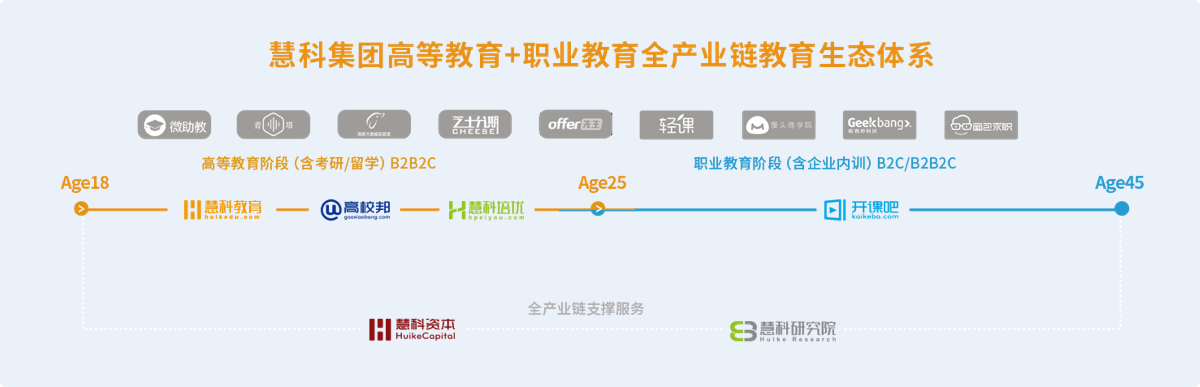 慧科集团高等教育+职业教育全产业链教育生态体系
微助教
青塔
芝士分期
CHEESE
offer先生
轻课
馒头商学院
Geekbang>.
极客邦科技
面包求职
高等教育阶段（含考研/留学）B2B2C
职业教育阶段（含企业内训）B2C/B2B2C
Age18
Age25
Age45
慧科教育
huikedu.com
高校邦
gaoxiaobang.com
慧科培优
hpeiyou.com
开课吧
kaikeba.com
全产业链支撑服务
慧科资本
HuikeCapital
慧科研究院
Huike Research